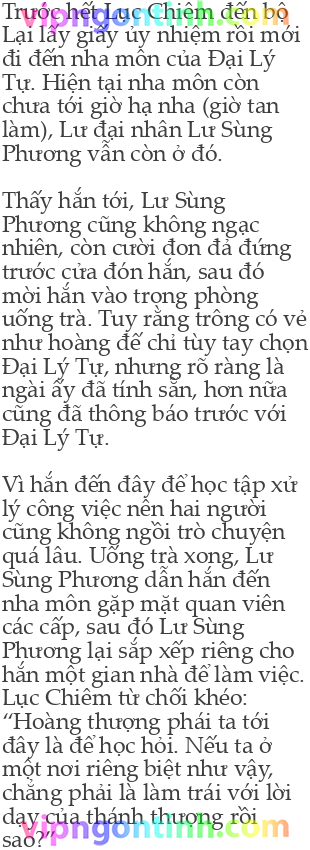 Trước hết Lục Chiêm đến bộ
vipngontinh.com
Lại lấy giấy ủy nhiệm rồi mới
đi đến nha môn của Đại Lý
Tự. Hiện tại nha môn còn
chưa tới giờ hạ nha (giờ tan
làm), Lư đại nhân Lư Sùng
Phương vẫn còn ở đó.

Thấy hắn tới, Lư Sùng
Phương cũng không ngạc
nhiên, còn cười đon đả đứng
trước cửa đón hắn, sau đó
mời hắn vào trong phòng
uống trà. Tuy rằng trông có vẻ
như hoàng đế chỉ tùy tay chọn
Đại Lý Tự, nhưng rõ ràng là
ngài ấy đã tính sẵn, hơn nữa
cũng đã thông báo trước với
Đại Lý Tự.

Vì hắn đến đây để học tập xử
lý công việc nên hai người
cũng không ngồi trò chuyện
quá lâu. Uống trà xong, Lư
Sùng Phương dẫn hắn đến
nha môn gặp mặt quan viên
các cấp, sau đó Lư Sùng
Phương lại sắp xếp riêng cho
hắn một gian nhà để làm việc.
Lục Chiêm từ chối khéo:
“Hoàng thượng phái ta tới
đây là để học hỏi. Nếu ta ở
một nơi riêng biệt như vậy,
chẳng phải là làm trái với lời
dạy của thánh thượng rồi
vipngontinh.com
sao?”